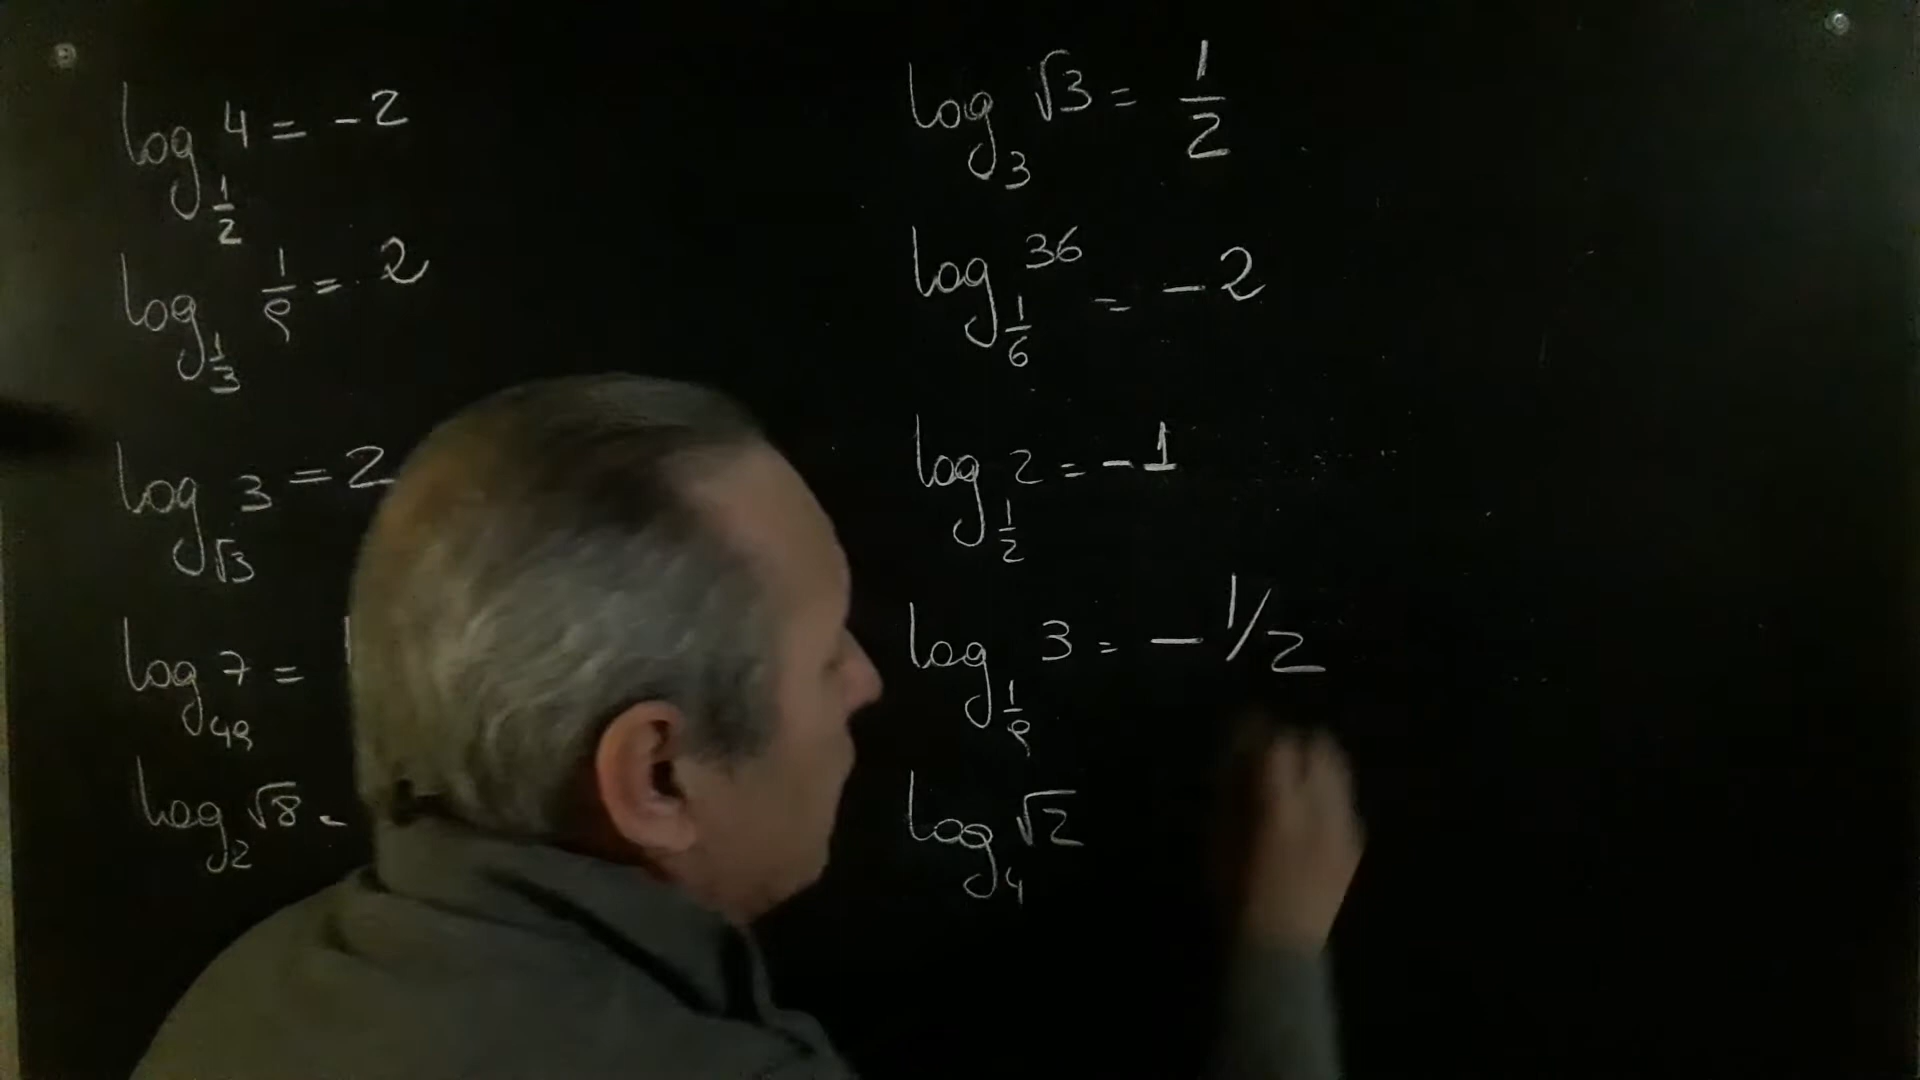 log_{1/2} 4 = -2
log_{1/3} 1/9 = 2
log_{√3} 3 = 2
log_{49} 7 =
log_2 √8 =
log_3 √3 = 1/2
log_{1/6} 36 = -2
log_{1/2} 2 = -1
log_{1/9} 3 = -1/2
log_4 √2